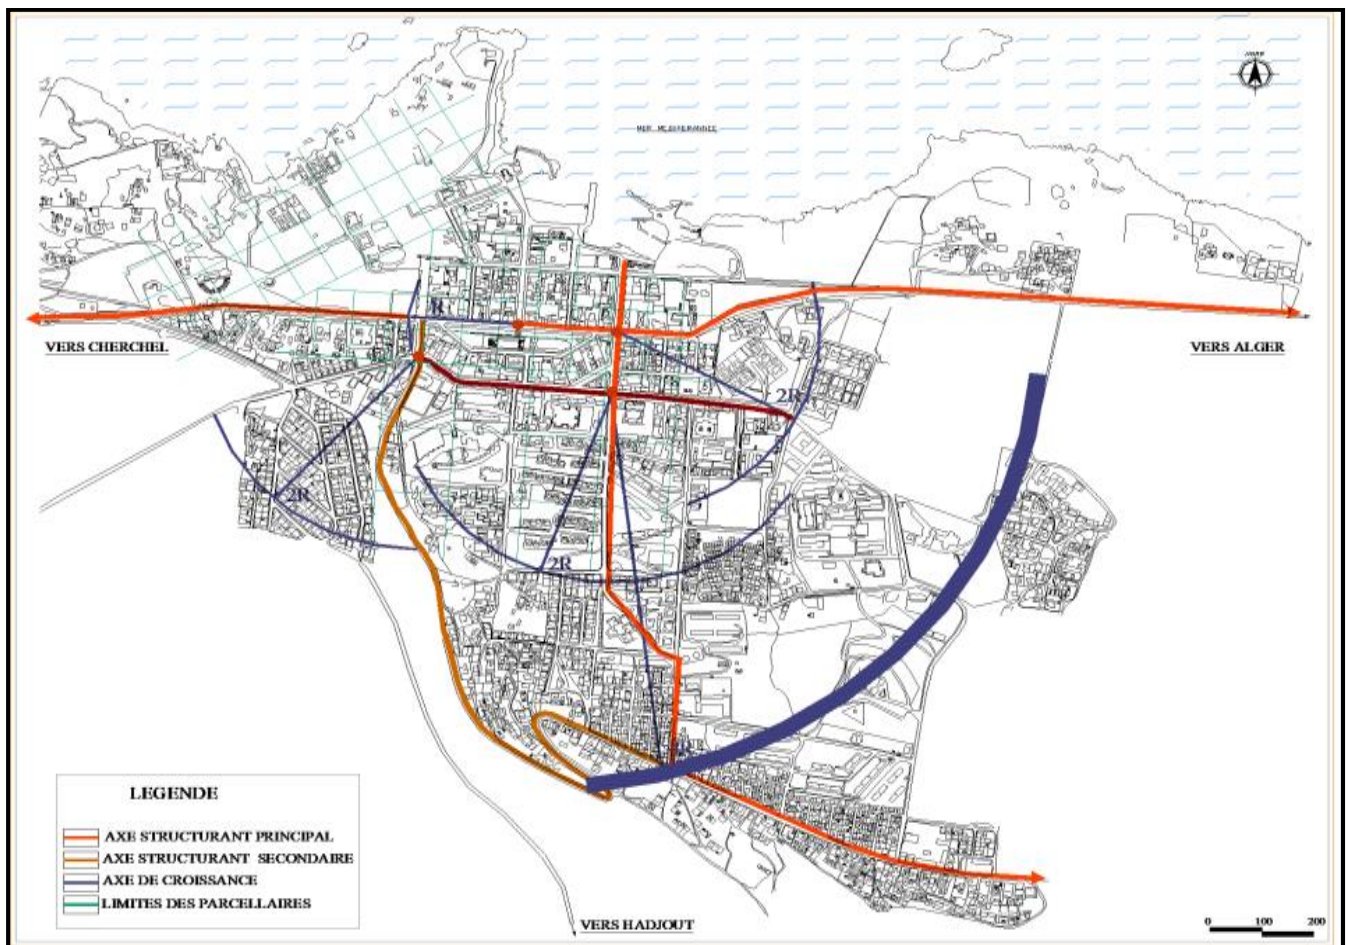 NORD
MER MEDITERRANEE
R
VERS CHERCHEL
VERS ALGER
2R
2R
2R
LEGENDE
AXE STRUCTURANT PRINCIPAL
AXE STRUCTURANT SECONDAIRE
AXE DE CROISSANCE
LIMITES DES PARCELLAIRES
VERS HADJOUT
0 100 200